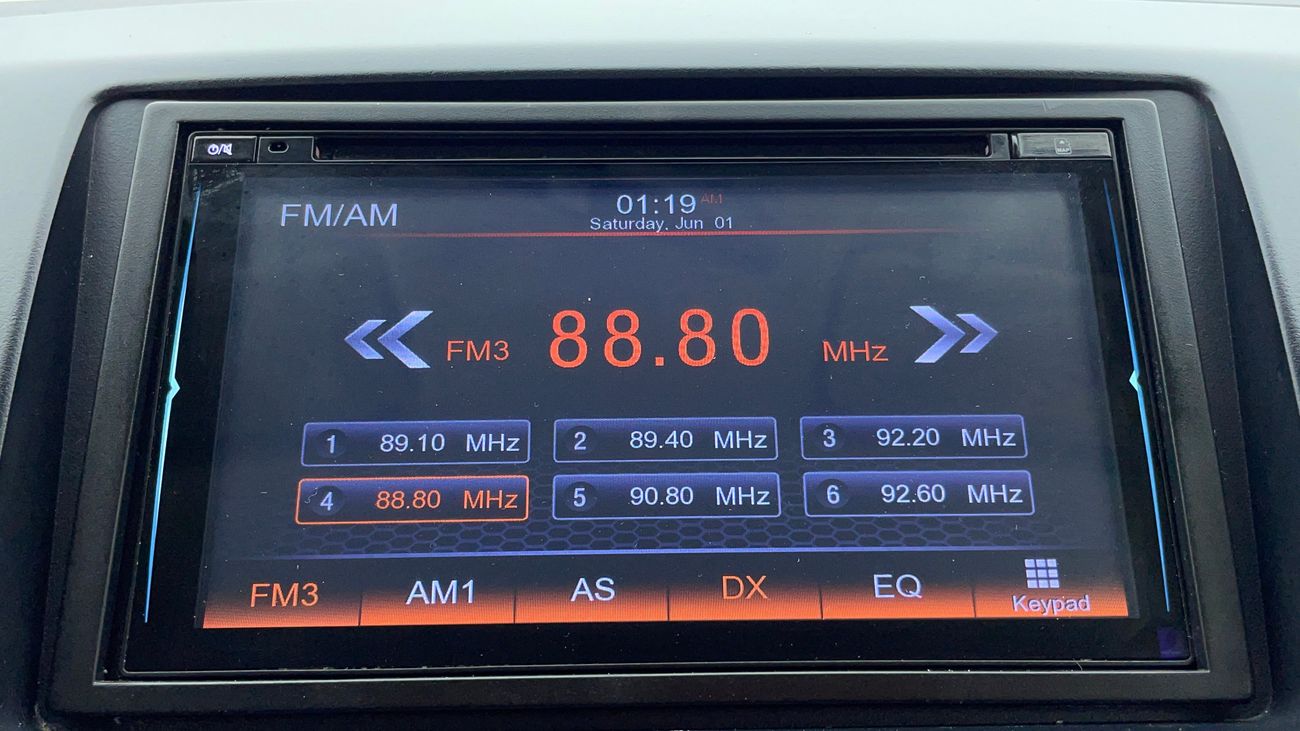 MAP
FM/AM
01:19 AM
Saturday, Jun 01
FM3 88.80 MHz
1 89.10 MHz
2 89.40 MHz
3 92.20 MHz
4 88.80 MHz
5 90.80 MHz
6 92.60 MHz
FM3 AM1 AS DX EQ Keypad